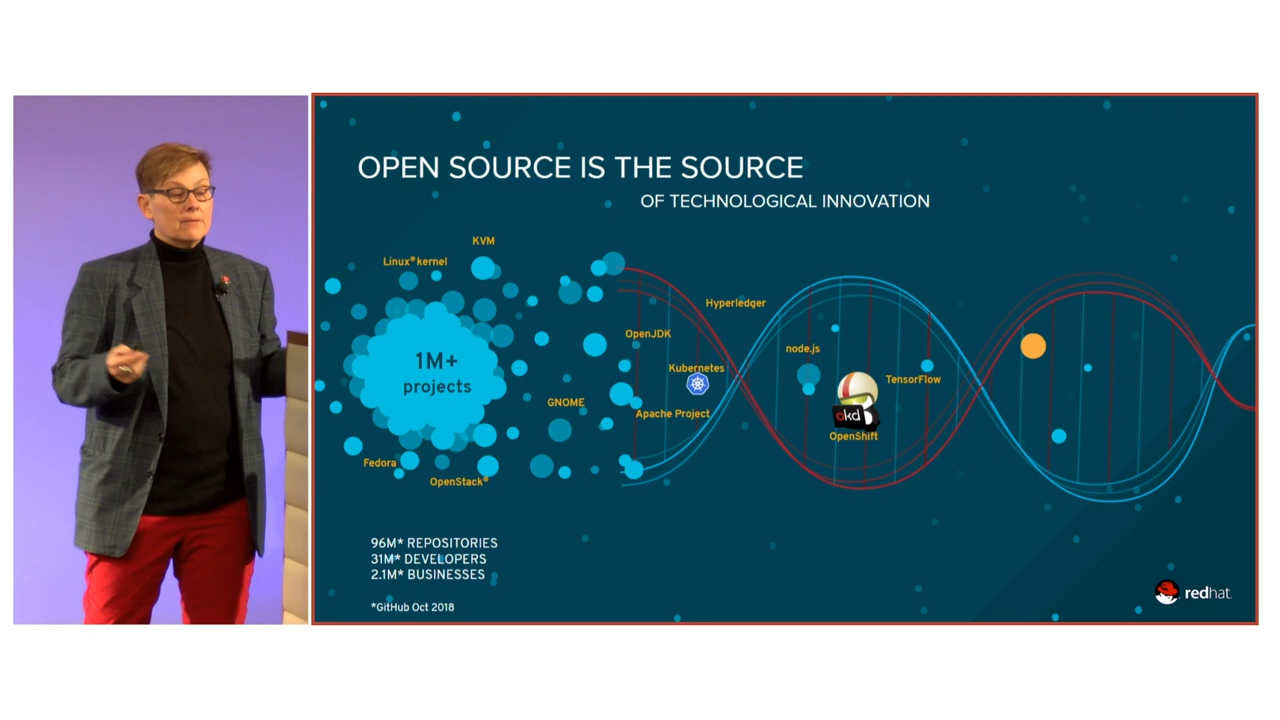 OPEN SOURCE IS THE SOURCE
OF TECHNOLOGICAL INNOVATION
KVM
Linux® kernel
Hyperledger
OpenJDK
node.js
1M+
projects
Kubernetes
TensorFlow
GNOME
Apache Project
okd
OpenShift
Fedora
OpenStack®
96M* REPOSITORIES
31M* DEVELOPERS
2.1M* BUSINESSES
*GitHub Oct 2018
redhat.